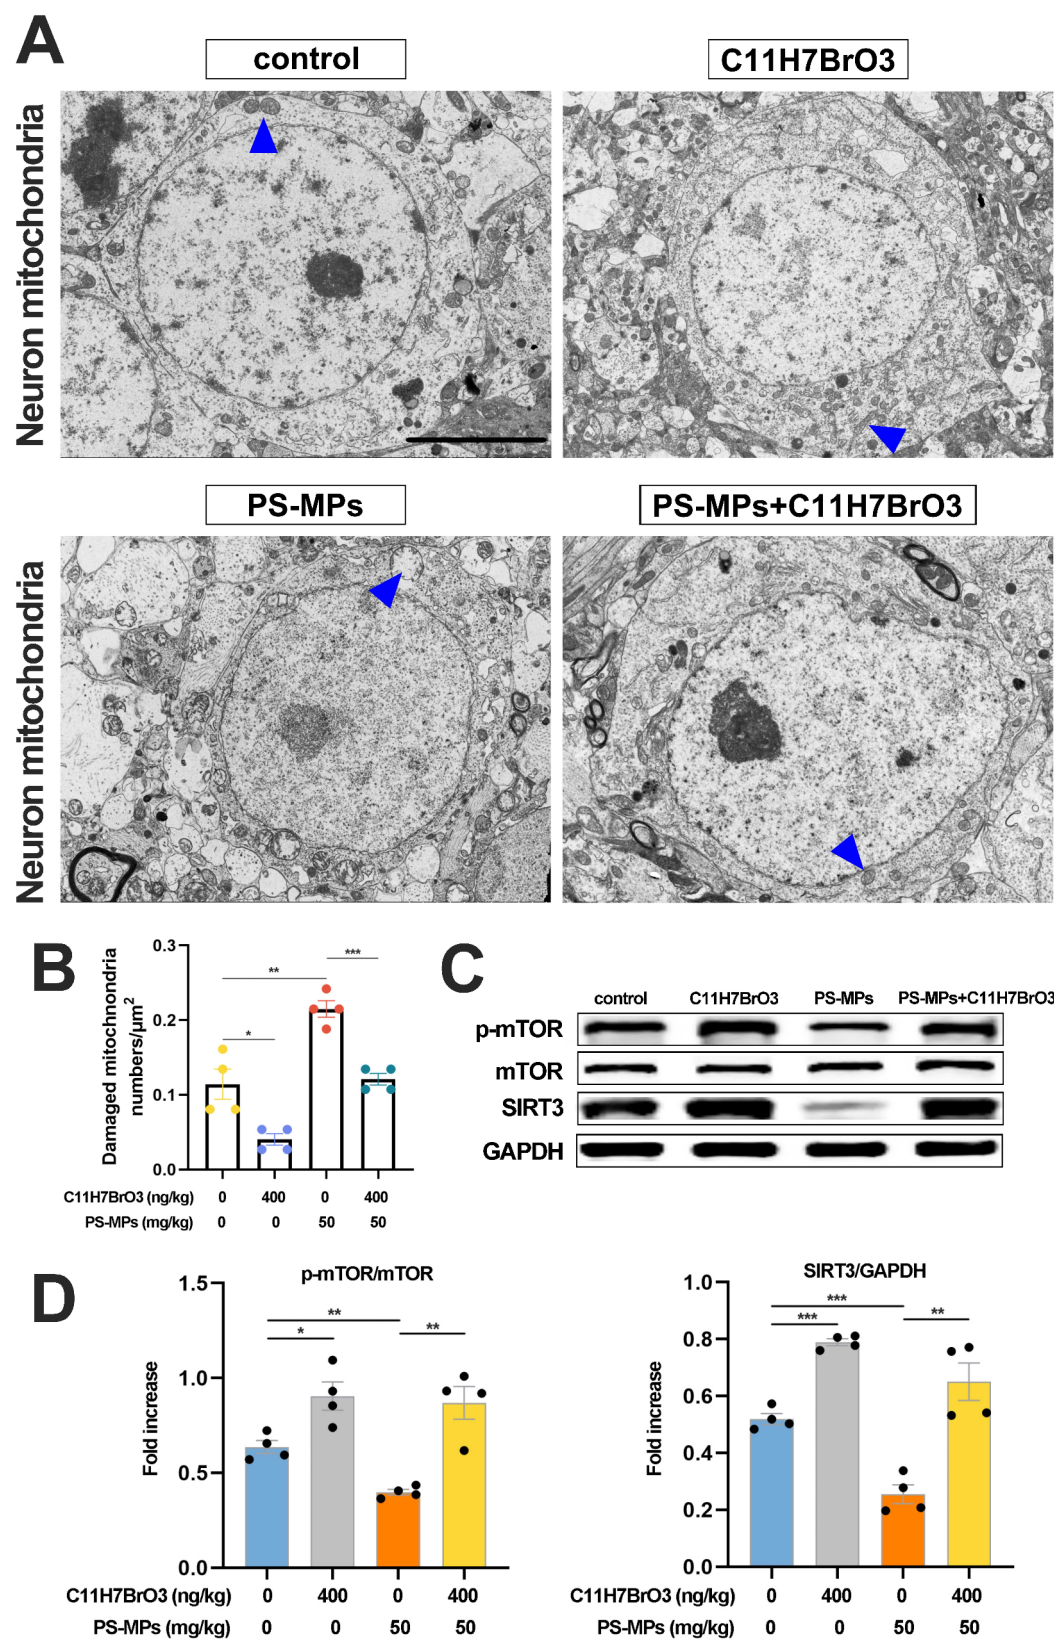 A
control
C11H7BrO3
Neuron mitochondria
PS-MPs
PS-MPs+C11H7BrO3
Neuron mitochondria
B
Damaged mitochnondria
numbers/μm2
0.3
0.2
0.1
0.0
**
***
*
C11H7BrO3 (ng/kg) 0 400 0 400
PS-MPs (mg/kg) 0 0 50 50
C
control C11H7BrO3 PS-MPs PS-MPs+C11H7BrO3
p-mTOR
mTOR
SIRT3
GAPDH
D
p-mTOR/mTOR
Fold increase
1.5
1.0
0.5
0.0
**
*
**
C11H7BrO3 (ng/kg) 0 400 0 400
PS-MPs (mg/kg) 0 0 50 50
SIRT3/GAPDH
Fold increase
1.0
0.8
0.6
0.4
0.2
0.0
***
***
**
C11H7BrO3 (ng/kg) 0 400 0 400
PS-MPs (mg/kg) 0 0 50 50